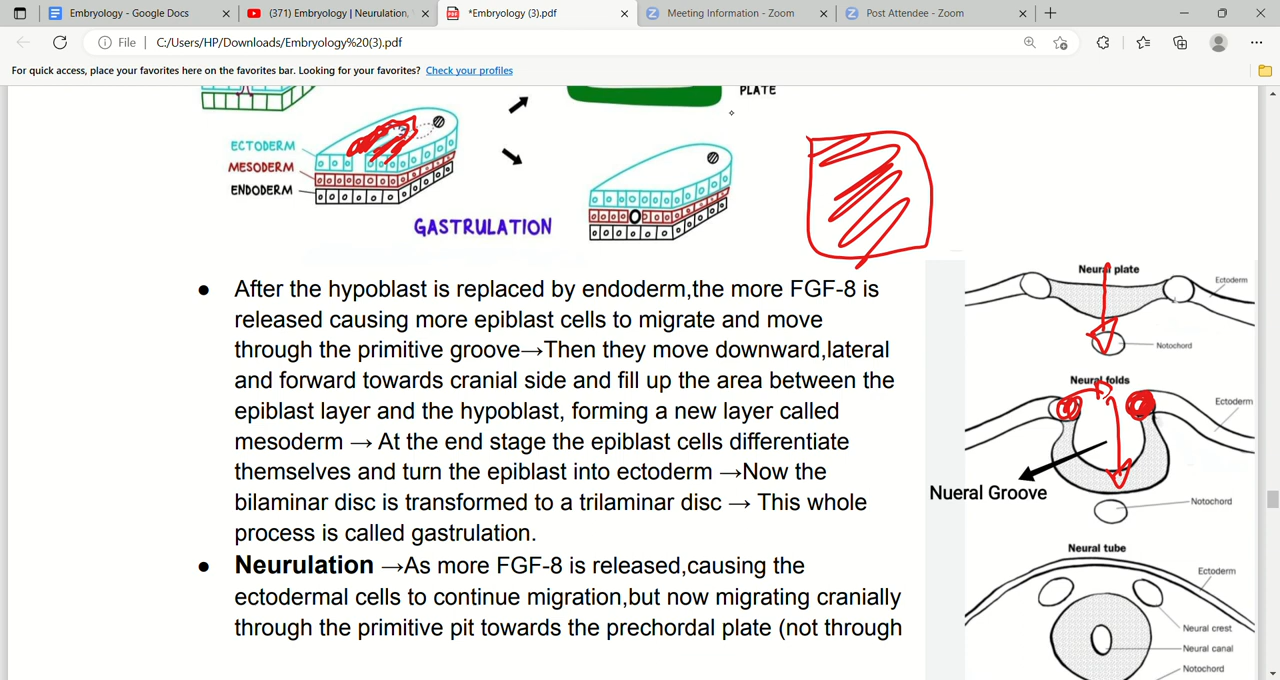 Embryology - Google Docs
(371) Embryology | Neurulation,
*Embryology (3).pdf
Meeting Information - Zoom
Post Attendee - Zoom
File
C:/Users/HP/Downloads/Embryology%20(3).pdf
For quick access, place your favorites here on the favorites bar. Looking for your favorites? Check your profiles
PLATE
ECTODERM
MESODERM
ENDODERM
GASTRULATION
● After the hypoblast is replaced by endoderm,the more FGF-8 is
released causing more epiblast cells to migrate and move
through the primitive groove→Then they move downward,lateral
and forward towards cranial side and fill up the area between the
epiblast layer and the hypoblast, forming a new layer called
mesoderm → At the end stage the epiblast cells differentiate
themselves and turn the epiblast into ectoderm →Now the
bilaminar disc is transformed to a trilaminar disc → This whole
process is called gastrulation.
● Neurulation →As more FGF-8 is released,causing the
ectodermal cells to continue migration,but now migrating cranially
through the primitive pit towards the prechordal plate (not through
Neural plate
Ectoderm
Notochord
Neural folds
Ectoderm
Nueral Groove
Notochord
Neural tube
Ectoderm
Neural crest
Neural canal
Notochord